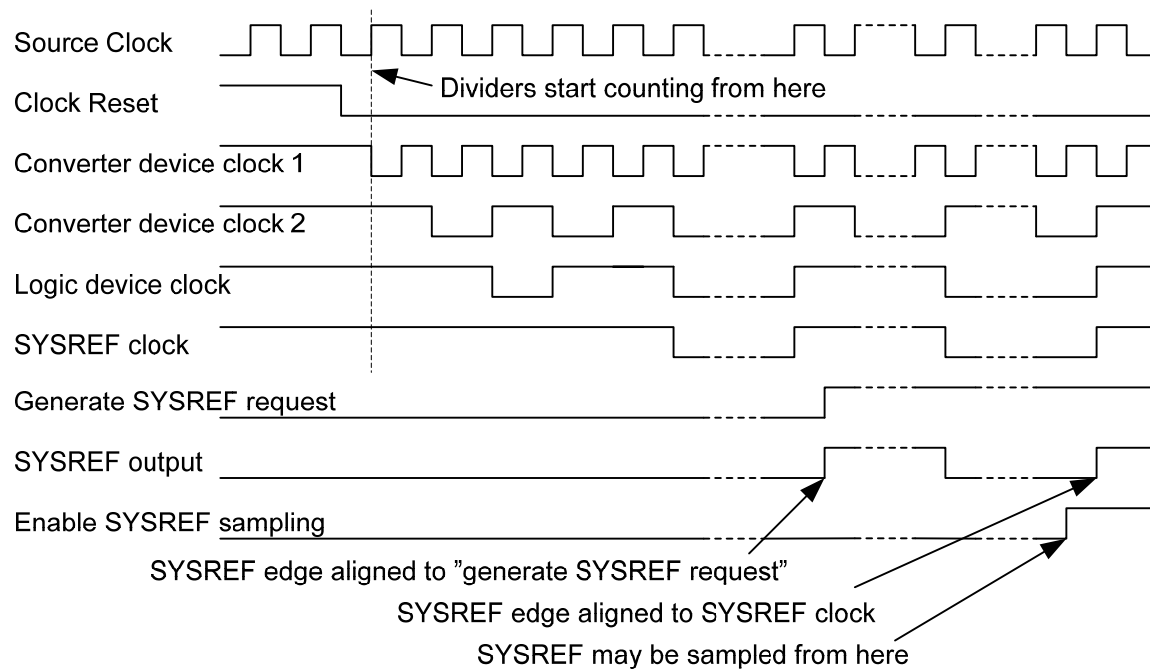 Source Clock
Dividers start counting from here
Clock Reset
Converter device clock 1
Converter device clock 2
Logic device clock
SYSREF clock
Generate SYSREF request
SYSREF output
Enable SYSREF sampling
SYSREF edge aligned to ”generate SYSREF request”
SYSREF edge aligned to SYSREF clock
SYSREF may be sampled from here